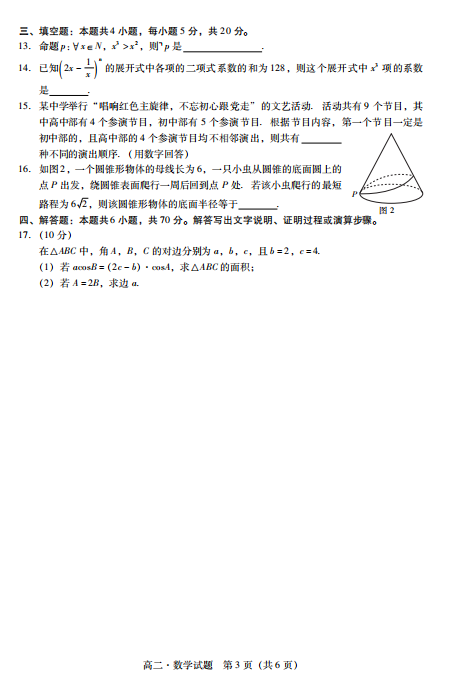 三、填空题：本题共4小题，每小题5分，共20分。
13. 命题p：∀x∈N，x³＞x²，则¬p是________.
14. 已知(2x－1/x)ⁿ的展开式中各项的二项式系数的和为128，则这个展开式中x³项的系数
是________.
15. 某中学举行“唱响红色主旋律，不忘初心跟党走”的文艺活动. 活动共有9个节目，其
中高中部有4个参演节目，初中部有5个参演节目. 根据节目内容，第一个节目一定是
初中部的，且高中部的4个参演节目均不相邻演出，则共有________
种不同的演出顺序.（用数字回答）
16. 如图2，一个圆锥形物体的母线长为6，一只小虫从圆锥的底面圆上的
点P出发，绕圆锥表面爬行一周后回到点P处. 若该小虫爬行的最短
路程为6√2，则该圆锥形物体的底面半径等于________.
P
图2
四、解答题：本题共6小题，共70分。解答写出文字说明、证明过程或演算步骤。
17.（10分）
在△ABC中，角A，B，C的对边分别为a，b，c，且b＝2，c＝4.
（1）若acosB＝(2c－b)·cosA，求△ABC的面积；
（2）若A＝2B，求边a.
高二·数学试题 第3页（共6页）